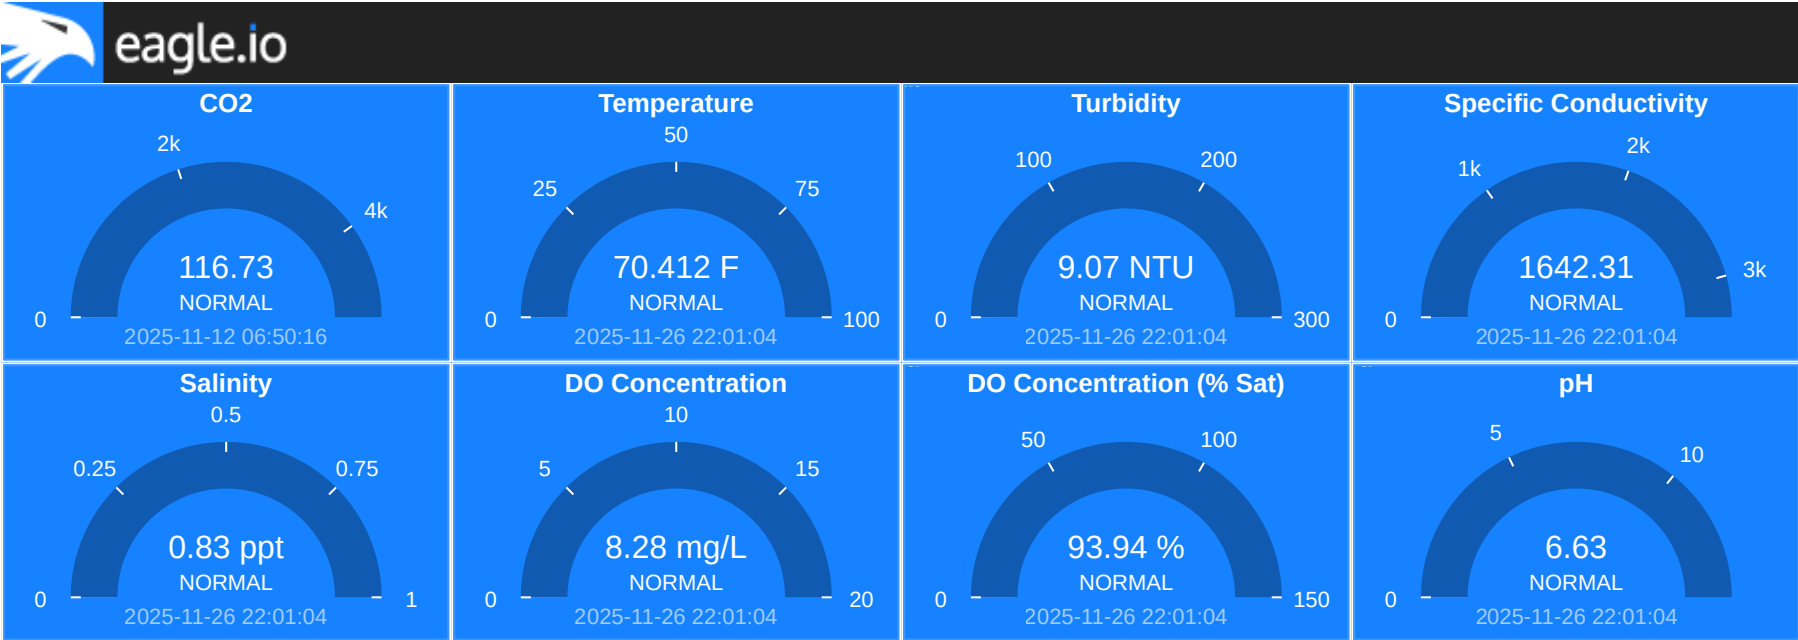 eagle.io
CO2
2k
4k
116.73
NORMAL
0
2025-11-12 06:50:16
Temperature
50
25
75
70.412 F
NORMAL
0
100
2025-11-26 22:01:04
Turbidity
100
200
9.07 NTU
NORMAL
0
300
2025-11-26 22:01:04
Specific Conductivity
2k
1k
3k
1642.31
NORMAL
0
2025-11-26 22:01:04
Salinity
0.5
0.25
0.75
0.83 ppt
NORMAL
0
1
2025-11-26 22:01:04
DO Concentration
10
5
15
8.28 mg/L
NORMAL
0
20
2025-11-26 22:01:04
DO Concentration (% Sat)
50
100
93.94 %
NORMAL
0
150
2025-11-26 22:01:04
pH
5
10
6.63
NORMAL
0
2025-11-26 22:01:04